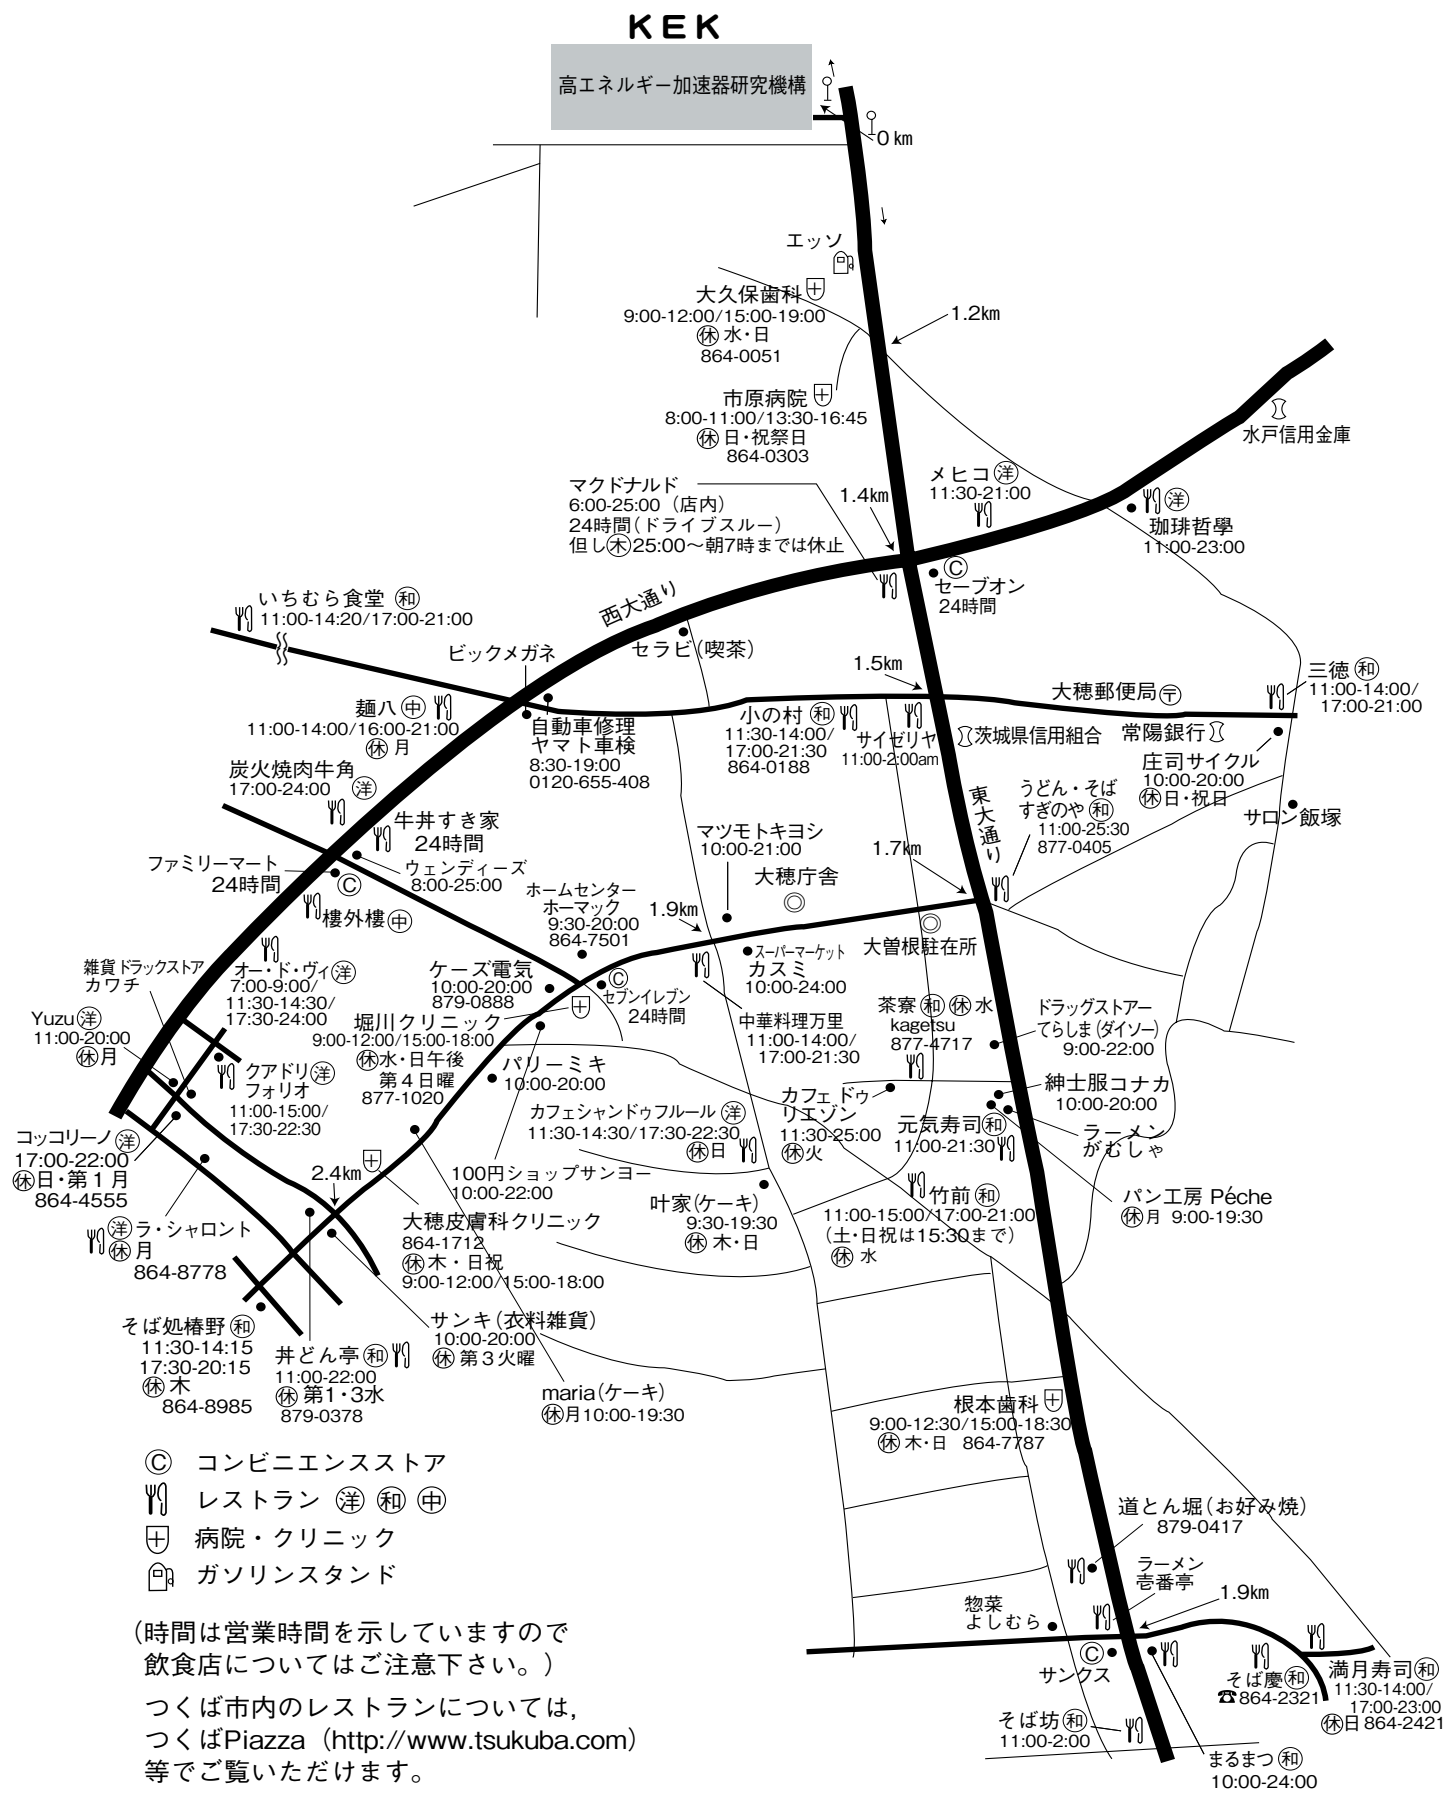 KEK
高エネルギー加速器研究機構
0 km
エッソ
大久保歯科
9:00-12:00/15:00-19:00
㊡ 水・日
864-0051
1.2km
市原病院
8:00-11:00/13:30-16:45
㊡ 日・祝祭日
864-0303
水戸信用金庫
マクドナルド
6:00-25:00（店内）
24時間（ドライブスルー）
但し㊍25:00〜朝7時までは休止
1.4km
メヒコ 洋
11:30-21:00
洋
珈琲哲學
11:00-23:00
Ⓒ
セーブオン
24時間
いちむら食堂 和
11:00-14:20/17:00-21:00
西大通り
セラビ（喫茶）
ビックメガネ
1.5km
大穂郵便局〒
三徳 和
11:00-14:00/
17:00-21:00
麺八 中
11:00-14:00/16:00-21:00
㊡ 月
自動車修理
ヤマト車検
8:30-19:00
0120-655-408
小の村 和
11:30-14:00/
17:00-21:30
864-0188
サイゼリヤ
11:00-2:00am
茨城県信用組合
常陽銀行
庄司サイクル
10:00-20:00
㊡日・祝日
サロン飯塚
炭火焼肉牛角
17:00-24:00 洋
牛丼すき家
24時間
ウェンディーズ
8:00-25:00
ファミリーマート
24時間
Ⓒ
樓外樓 中
東大通り
うどん・そば
すぎのや 和
11:00-25:30
877-0405
マツモトキヨシ
10:00-21:00
1.7km
大穂庁舎
ホームセンター
ホーマック
9:30-20:00
864-7501
1.9km
大曽根駐在所
スーパーマーケット
カスミ
10:00-24:00
雑貨 ドラックストア
カワチ
オー・ド・ヴィ 洋
7:00-9:00/
11:30-14:30/
17:30-24:00
ケーズ電気
10:00-20:00
879-0888
Ⓒ
セブンイレブン
24時間
Yuzu 洋
11:00-20:00
㊡月
堀川クリニック
9:00-12:00/15:00-18:00
㊡水・日午後
第４日曜
877-1020
中華料理万里
11:00-14:00/
17:00-21:30
茶寮 和 ㊡ 水
kagetsu
877-4717
ドラッグストアー
てらしま（ダイソー）
9:00-22:00
クアドリ 洋
フォリオ
11:00-15:00/
17:30-22:30
パリーミキ
10:00-20:00
カフェ ドゥ
リエゾン
11:30-25:00
㊡火
紳士服コナカ
10:00-20:00
カフェシャンドゥフルール 洋
11:30-14:30/17:30-22:30
㊡日
元気寿司 和
11:00-21:30
ラーメン
がむしゃ
コッコリーノ 洋
17:00-22:00
㊡日・第１月
864-4555
2.4km
100円ショップサンヨー
10:00-22:00
叶家（ケーキ）
9:30-19:30
㊡ 木・日
竹前 和
11:00-15:00/17:00-21:00
（土・日祝は15:30まで）
㊡ 水
パン工房 Péche
㊡月 9:00-19:30
洋 ラ・シャロント
㊡ 月
864-8778
大穂皮膚科クリニック
864-1712
㊡ 木・日祝
9:00-12:00/15:00-18:00
そば処椿野 和
11:30-14:15
17:30-20:15
㊡ 木
864-8985
丼どん亭 和
11:00-22:00
㊡ 第1・3水
879-0378
サンキ（衣料雑貨）
10:00-20:00
㊡ 第３火曜
maria（ケーキ）
㊡月10:00-19:30
根本歯科
9:00-12:30/15:00-18:30
㊡ 木・日 864-7787
Ⓒ コンビニエンスストア
レストラン 洋 和 中
病院・クリニック
ガソリンスタンド
道とん堀（お好み焼）
879-0417
ラーメン
壱番亭
1.9km
惣菜
よしむら
Ⓒ
サンクス
そば慶 和
☎864-2321
満月寿司 和
11:30-14:00/
17:00-23:00
㊡日 864-2421
そば坊 和
11:00-2:00
まるまつ 和
10:00-24:00
（時間は営業時間を示していますので
飲食店についてはご注意下さい。）
つくば市内のレストランについては,
つくばPiazza（http://www.tsukuba.com）
等でご覧いただけます。